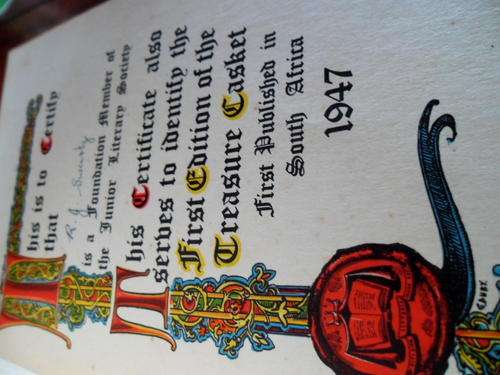 This is to Certify
that
is a Foundation Member of
the Junior Literary Society
This Certificate also
serves to identify the
First Edition of the
Treasure Casket
First Published in
South Africa
1947